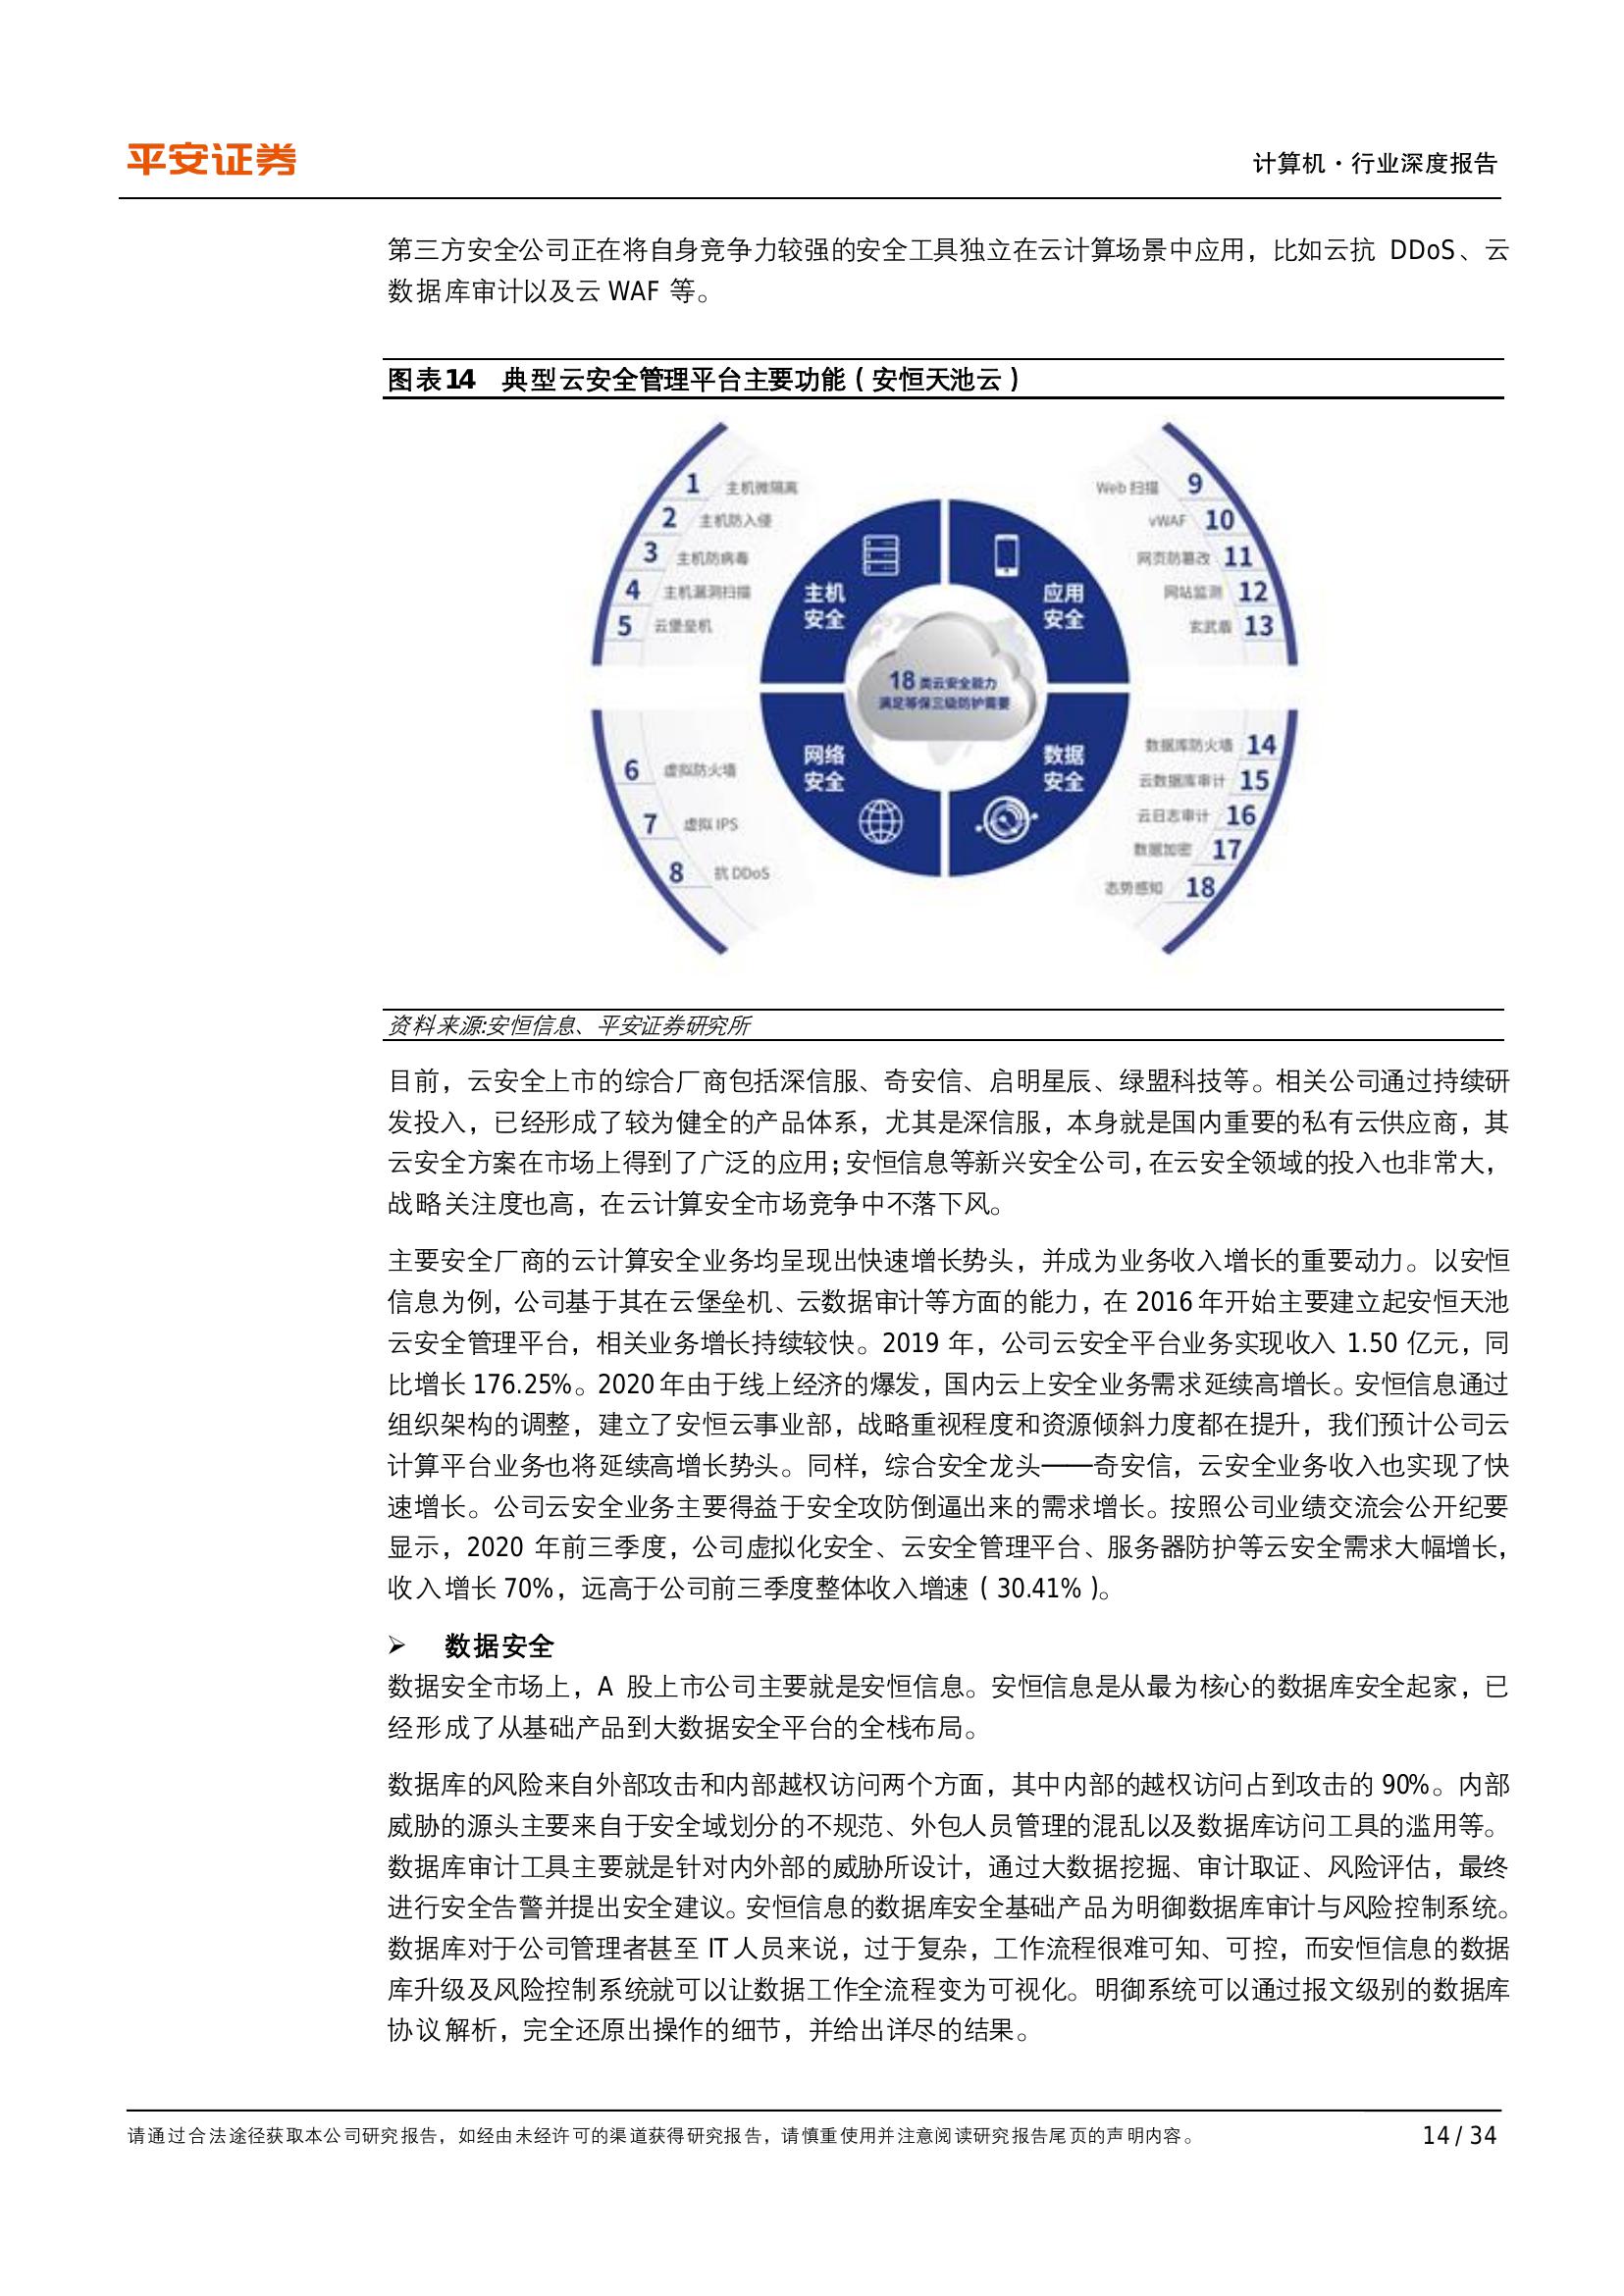 平安证券
计算机·行业深度报告
第三方安全公司正在将自身竞争力较强的安全工具独立在云计算场景中应用，比如云抗 DDoS、云
数据库审计以及云 WAF 等。
图表14 典型云安全管理平台主要功能（安恒天池云）
1 主机微隔离
2 主机防入侵
3 主机防病毒
4 主机漏洞扫描
5 云堡垒机
6 虚拟防火墙
7 虚拟 IPS
8 抗 DDoS
主机
安全
应用
安全
18 类云安全能力
满足等保三级防护需要
网络
安全
数据
安全
Web 扫描 9
vWAF 10
网页防篡改 11
网站监测 12
玄武盾 13
数据库防火墙 14
云数据库审计 15
云日志审计 16
数据加密 17
态势感知 18
资料来源:安恒信息、平安证券研究所
目前，云安全上市的综合厂商包括深信服、奇安信、启明星辰、绿盟科技等。相关公司通过持续研
发投入，已经形成了较为健全的产品体系，尤其是深信服，本身就是国内重要的私有云供应商，其
云安全方案在市场上得到了广泛的应用；安恒信息等新兴安全公司，在云安全领域的投入也非常大，
战略关注度也高，在云计算安全市场竞争中不落下风。
主要安全厂商的云计算安全业务均呈现出快速增长势头，并成为业务收入增长的重要动力。以安恒
信息为例，公司基于其在云堡垒机、云数据审计等方面的能力，在 2016 年开始主要建立起安恒天池
云安全管理平台，相关业务增长持续较快。2019 年，公司云安全平台业务实现收入 1.50 亿元，同
比增长 176.25%。2020 年由于线上经济的爆发，国内云上安全业务需求延续高增长。安恒信息通过
组织架构的调整，建立了安恒云事业部，战略重视程度和资源倾斜力度都在提升，我们预计公司云
计算平台业务也将延续高增长势头。同样，综合安全龙头——奇安信，云安全业务收入也实现了快
速增长。公司云安全业务主要得益于安全攻防倒逼出来的需求增长。按照公司业绩交流会公开纪要
显示，2020 年前三季度，公司虚拟化安全、云安全管理平台、服务器防护等云安全需求大幅增长，
收入增长 70%，远高于公司前三季度整体收入增速（30.41%）。
➢ 数据安全
数据安全市场上，A 股上市公司主要就是安恒信息。安恒信息是从最为核心的数据库安全起家，已
经形成了从基础产品到大数据安全平台的全栈布局。
数据库的风险来自外部攻击和内部越权访问两个方面，其中内部的越权访问占到攻击的 90%。内部
威胁的源头主要来自于安全域划分的不规范、外包人员管理的混乱以及数据库访问工具的滥用等。
数据库审计工具主要就是针对内外部的威胁所设计，通过大数据挖掘、审计取证、风险评估，最终
进行安全告警并提出安全建议。安恒信息的数据库安全基础产品为明御数据库审计与风险控制系统。
数据库对于公司管理者甚至 IT 人员来说，过于复杂，工作流程很难可知、可控，而安恒信息的数据
库升级及风险控制系统就可以让数据工作全流程变为可视化。明御系统可以通过报文级别的数据库
协议解析，完全还原出操作的细节，并给出详尽的结果。
请通过合法途径获取本公司研究报告，如经由未经许可的渠道获得研究报告，请慎重使用并注意阅读研究报告尾页的声明内容。
14 / 34